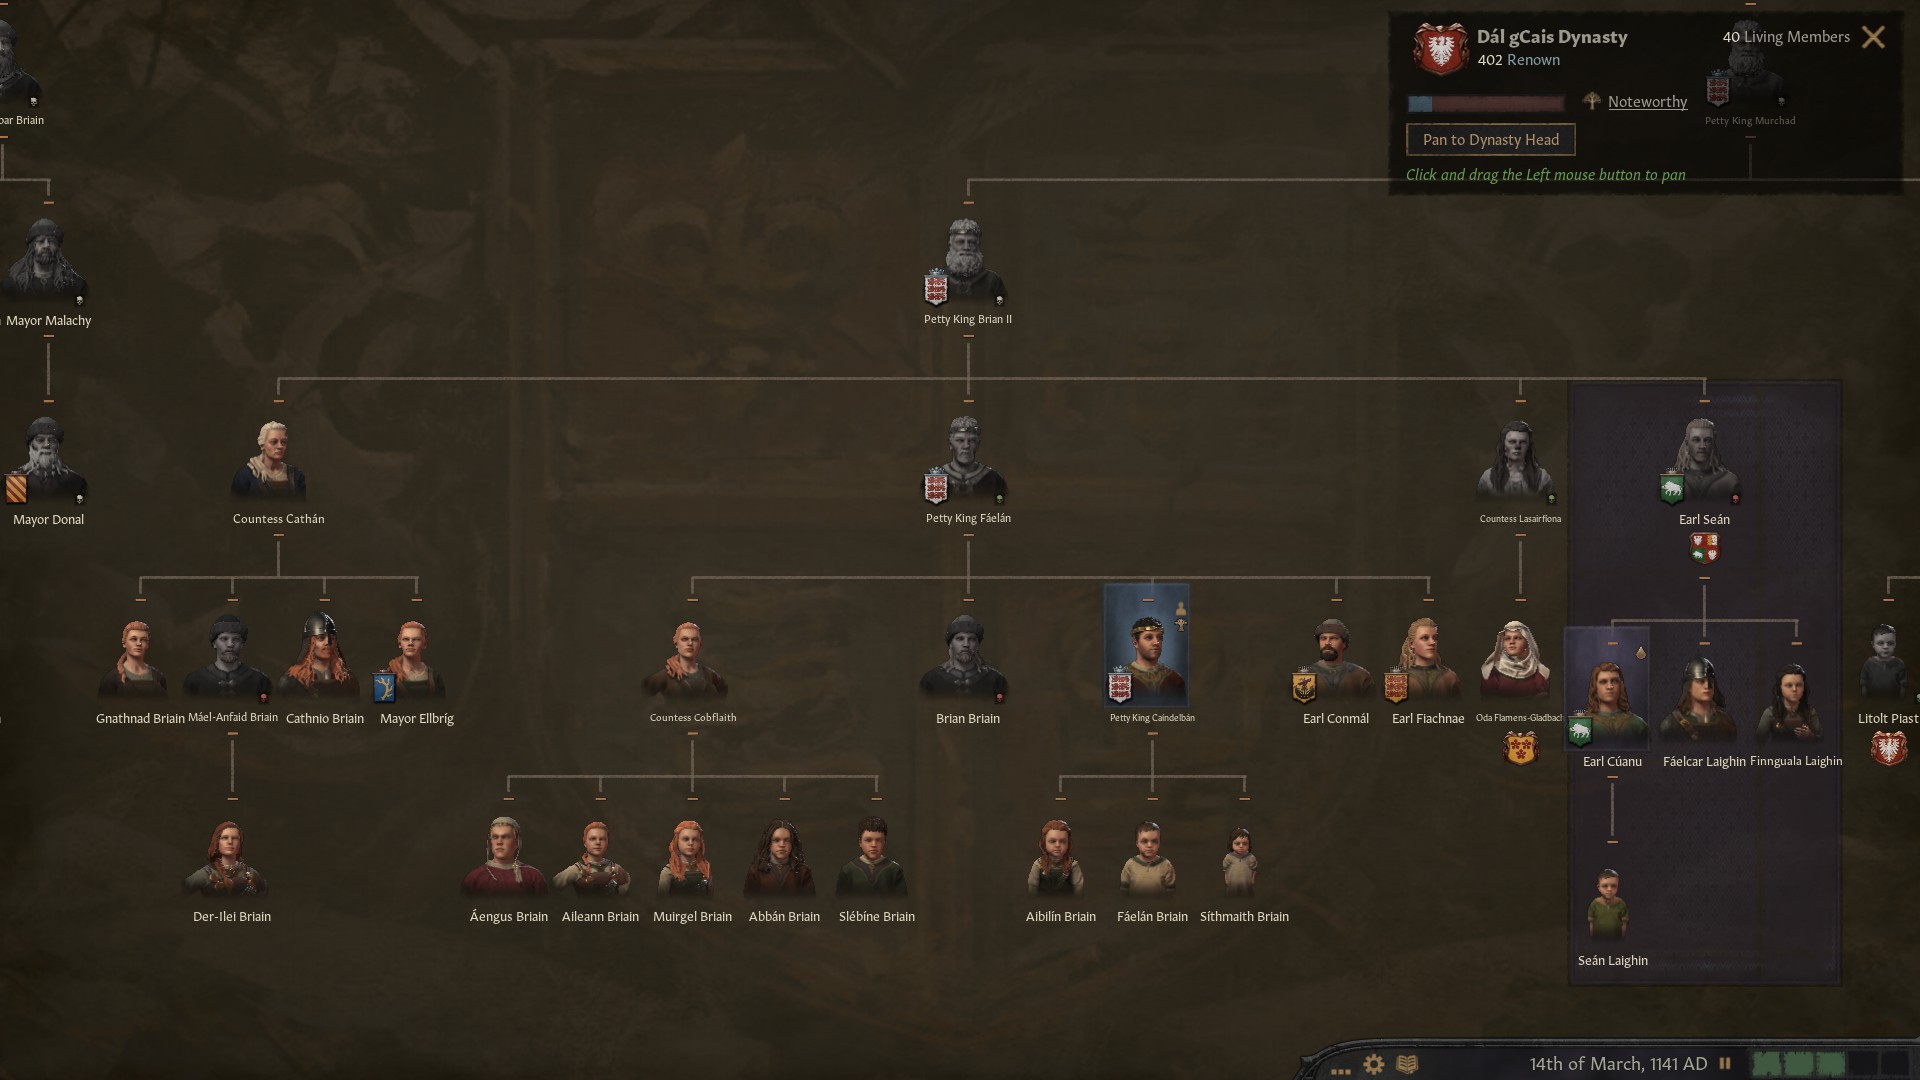 Dál gCais Dynasty
40 Living Members
402 Renown
Noteworthy
Petty King Murchad
Pan to Dynasty Head
Click and drag the Left mouse button to pan
Briain
Mayor Malachy
Petty King Brian II
Mayor Donal
Countess Cathán
Petty King Fáelán
Countess Lasairfíona
Earl Seán
Gnathnad Briain
Máel-Anfaid Briain
Cathnio Briain
Mayor Ellbríg
Countess Cobflaith
Brian Briain
Petty King Caindelbán
Earl Conmál
Earl Fiachnae
Oda Flamens-Gladbach
Litolt Piast
Earl Cúanu
Fáelcar Laighin
Finnguala Laighin
Der-Ilei Briain
Áengus Briain
Aileann Briain
Muirgel Briain
Abbán Briain
Slébíne Briain
Aibilín Briain
Fáelán Briain
Síthmaith Briain
Seán Laighin
14th of March, 1141 AD